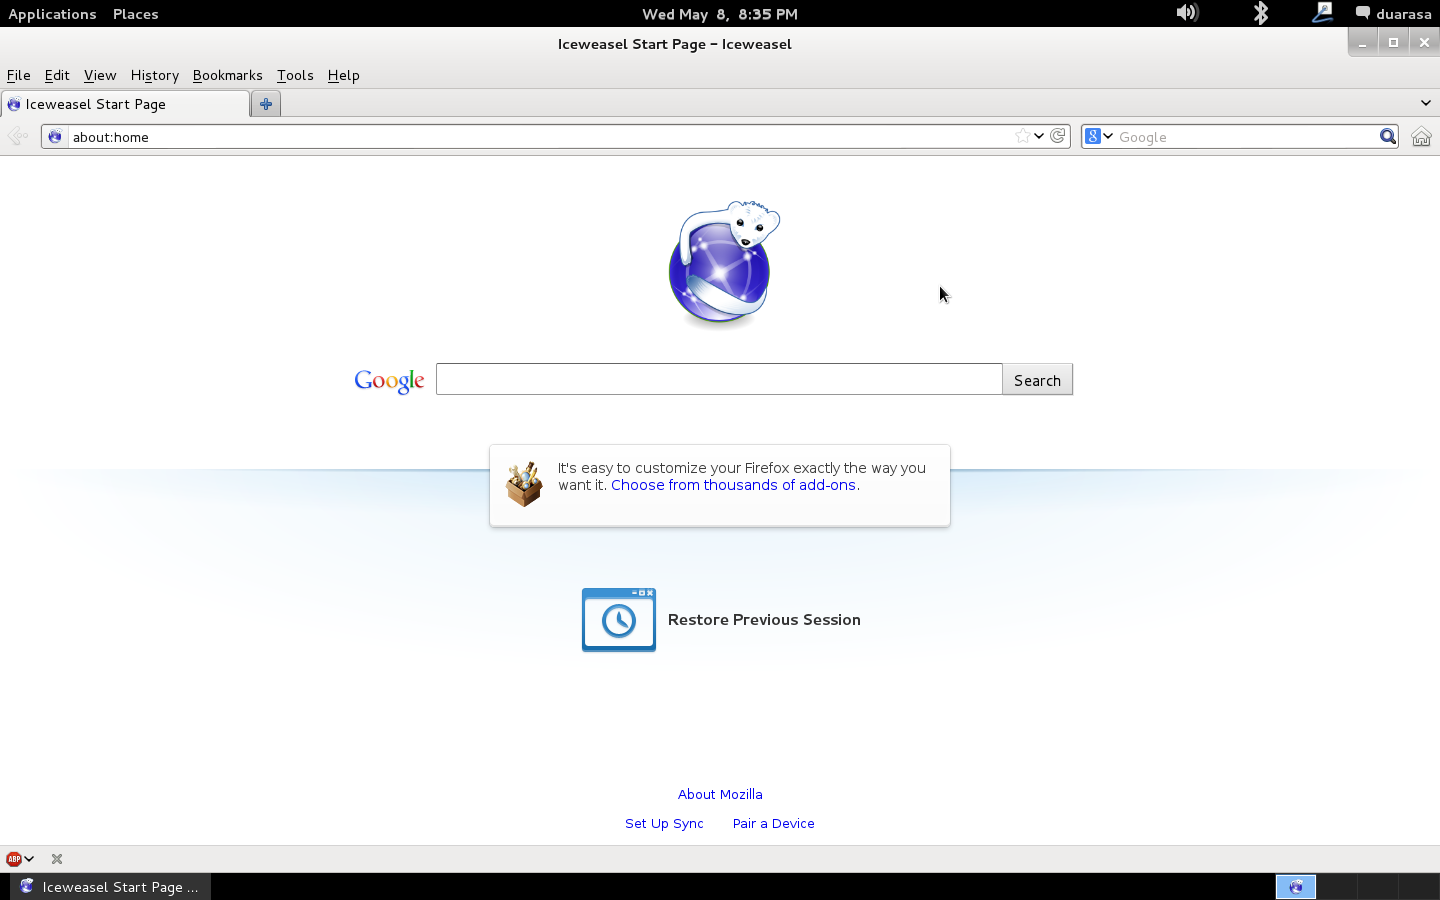 Applications Places Wed May 8, 8:35 PM duarasa
Iceweasel Start Page - Iceweasel
File Edit View History Bookmarks Tools Help
Iceweasel Start Page
about:home Google
Google Search
It's easy to customize your Firefox exactly the way you
want it. Choose from thousands of add-ons.
Restore Previous Session
About Mozilla
Set Up Sync Pair a Device
ABP
Iceweasel Start Page ...